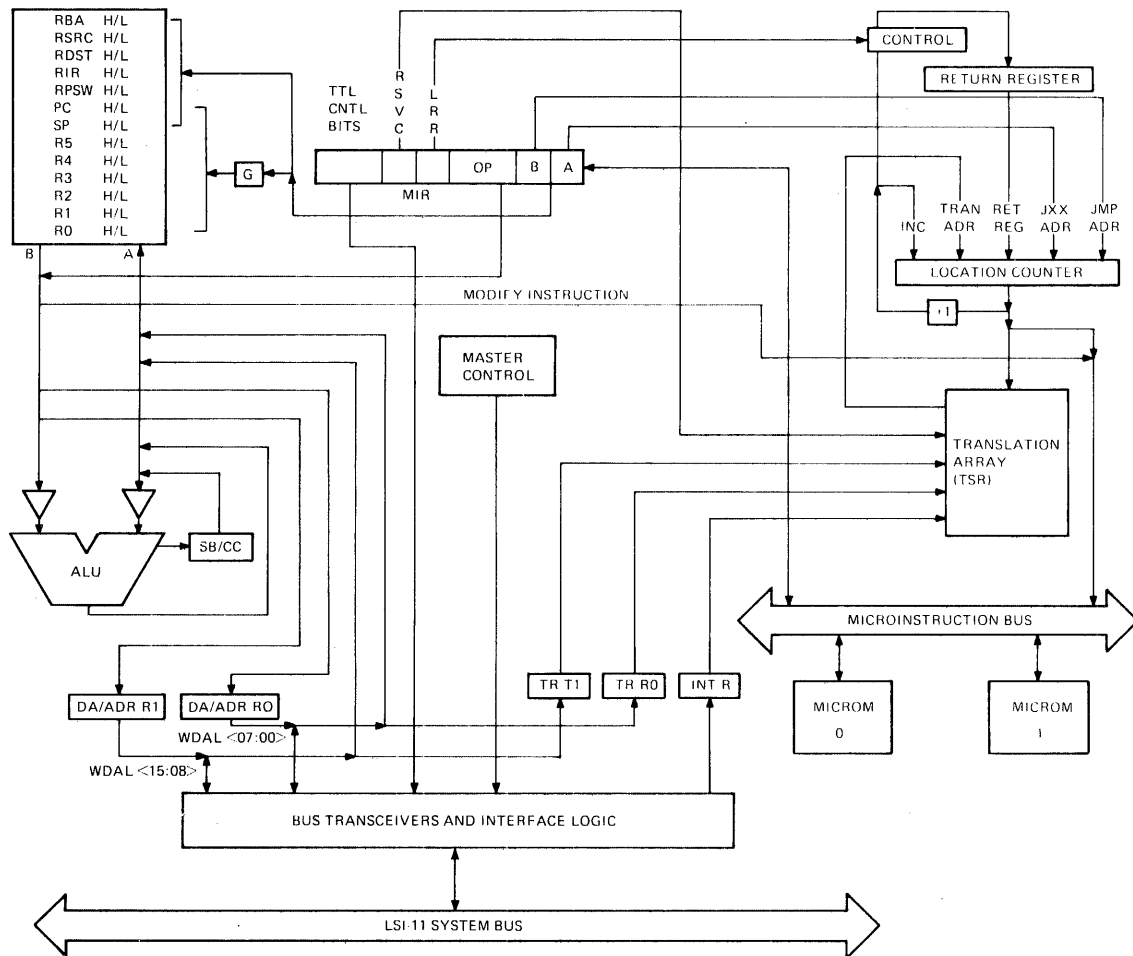 RBA H/L
RSRC H/L
RDST H/L
RIR H/L
RPSW H/L
PC H/L
SP H/L
R5 H/L
R4 H/L
R3 H/L
R2 H/L
R1 H/L
R0 H/L
B A
G
TTL
CNTL
BITS
RSVC
LRR
OP B A
MIR
CONTROL
RETURN REGISTER
INC
TRAN
ADR
RET
REG
JXX
ADR
JMP
ADR
LOCATION COUNTER
+1
MODIFY INSTRUCTION
MASTER
CONTROL
TRANSLATION
ARRAY
(TSR)
SB/CC
ALU
MICROINSTRUCTION BUS
DA/ADR R1
DA/ADR R0
TR T1
TR R0
INT R
MICROM
0
MICROM
1
WDAL <07:00>
WDAL <15:08>
BUS TRANSCEIVERS AND INTERFACE LOGIC
LSI-11 SYSTEM BUS